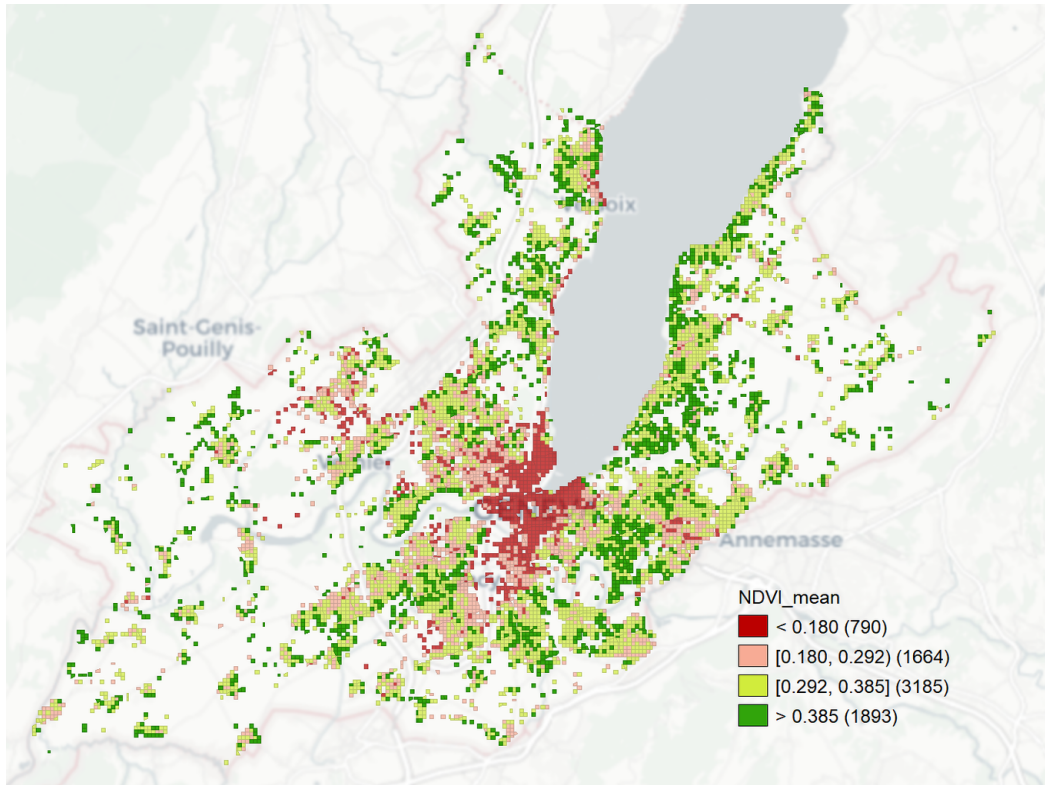 Saint-Genis-
Pouilly
Annemasse
NDVI_mean
< 0.180 (790)
[0.180, 0.292) (1664)
[0.292, 0.385] (3185)
> 0.385 (1893)